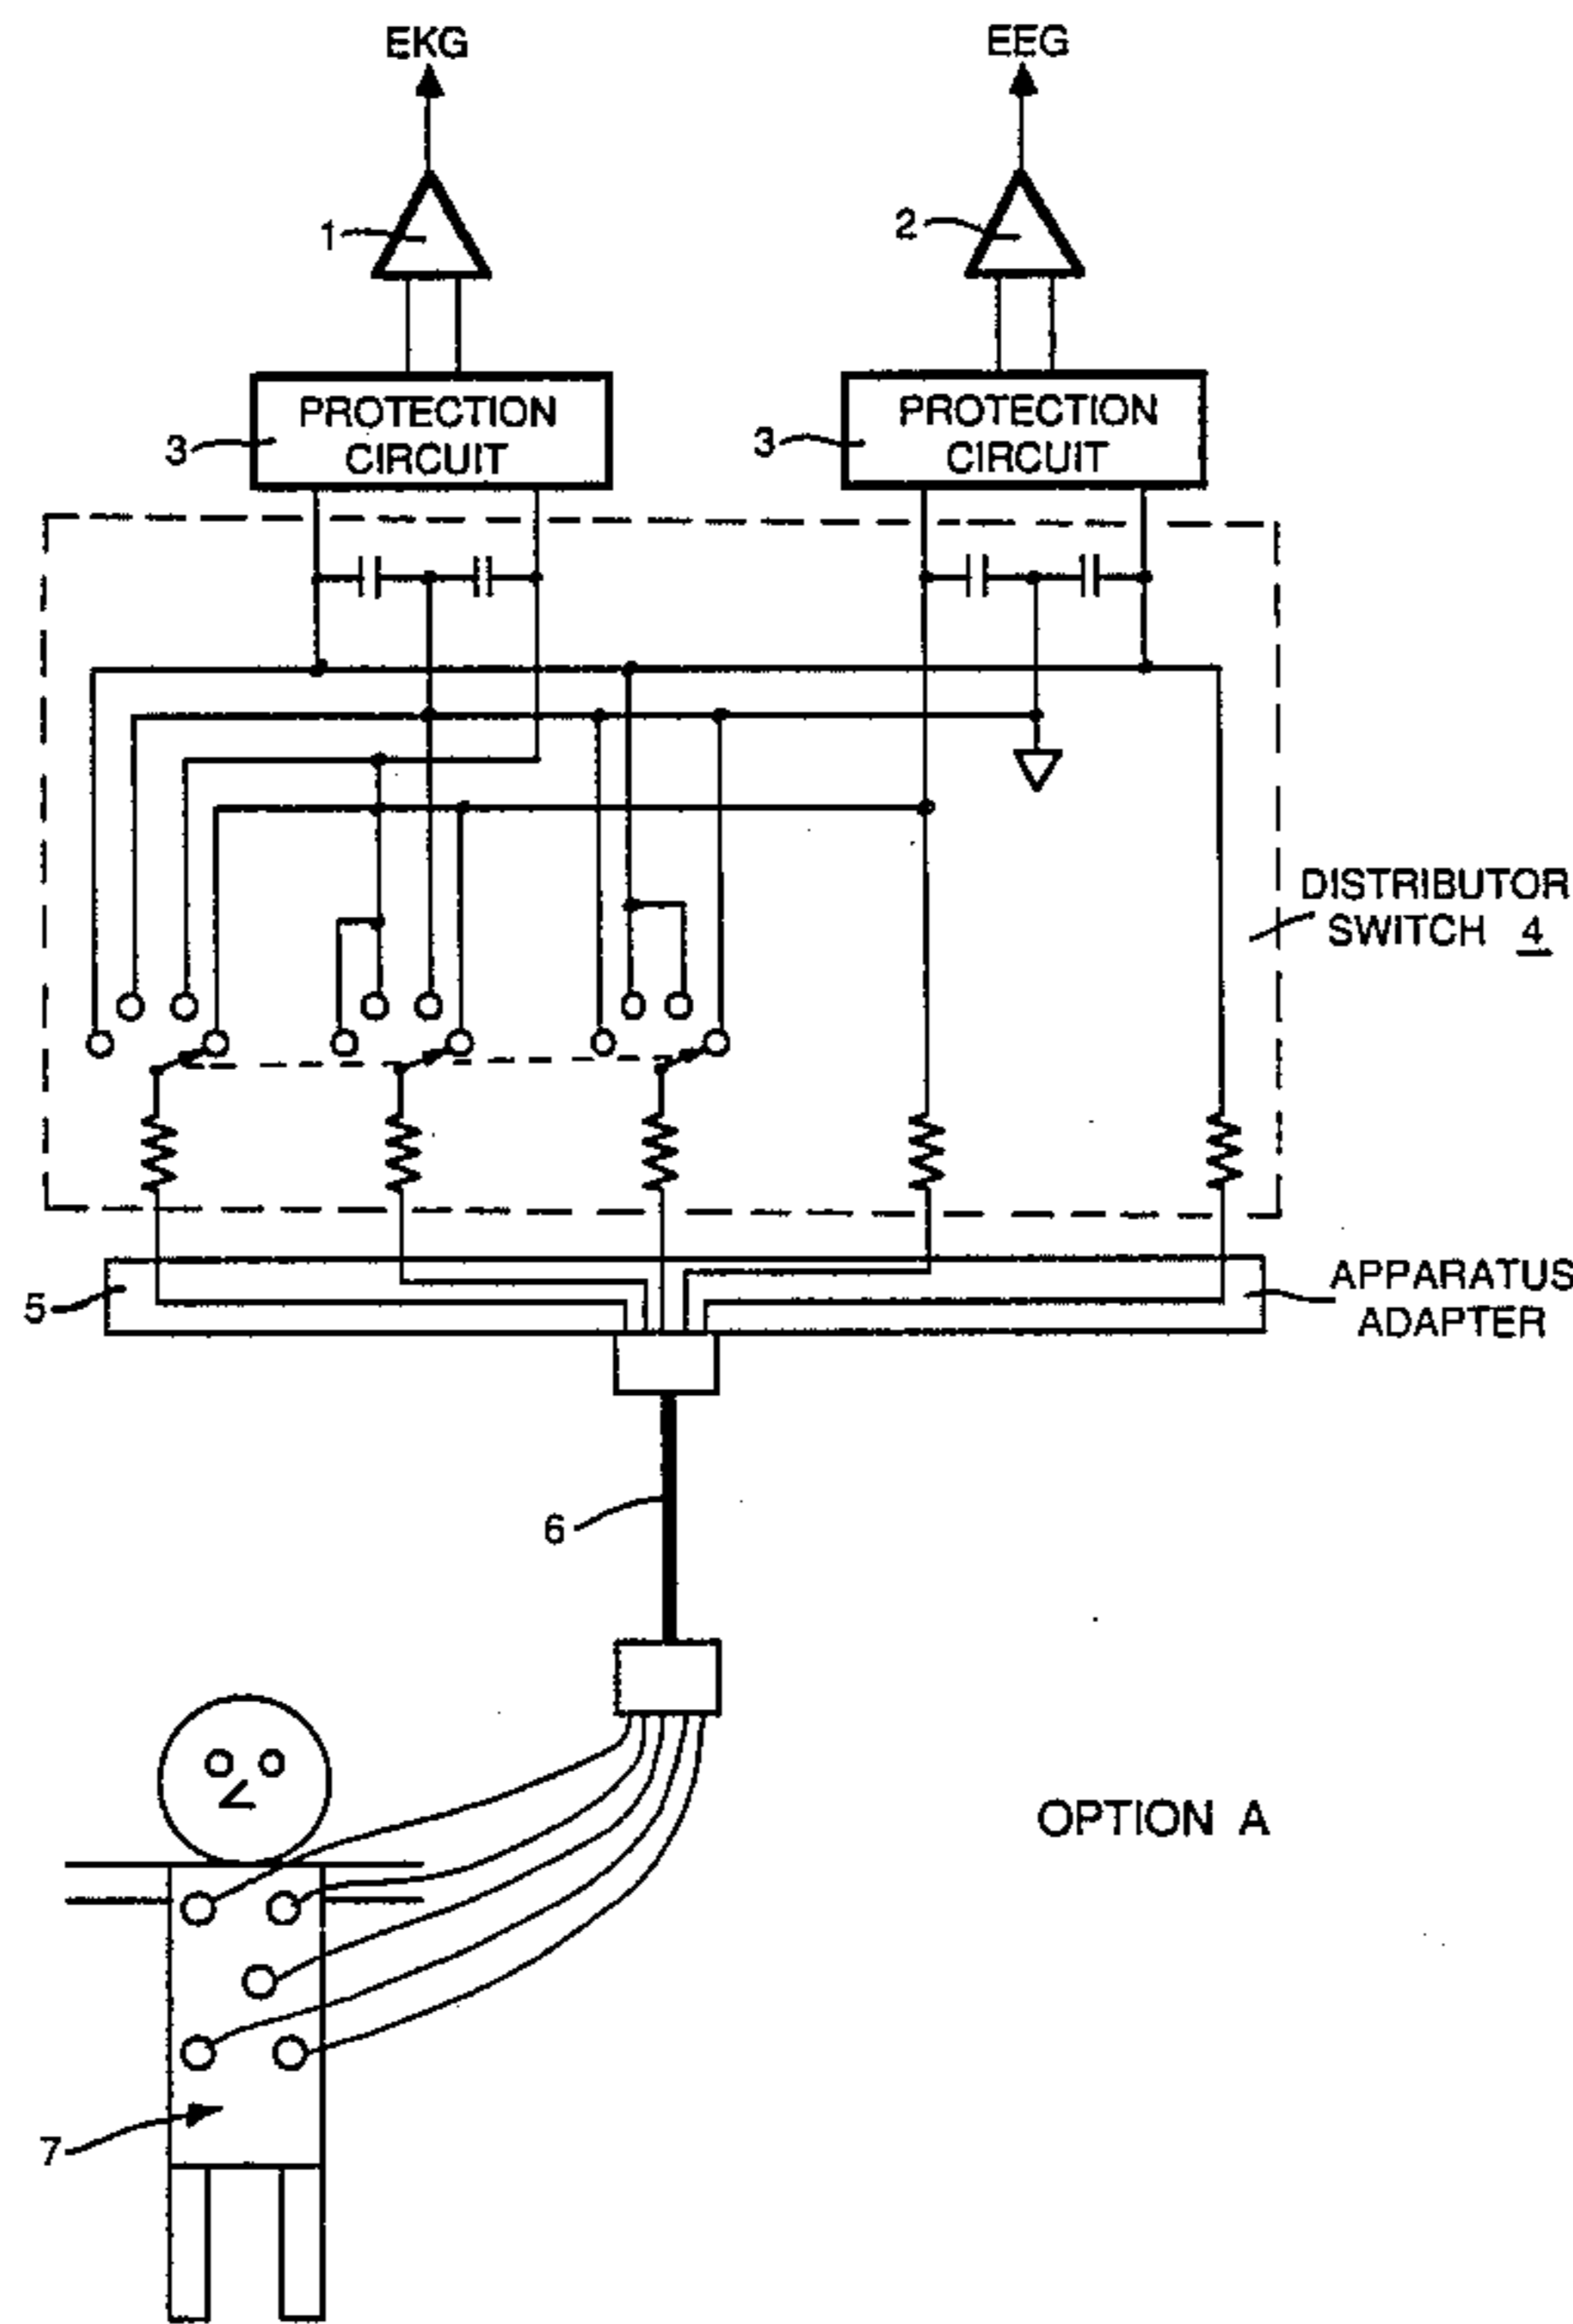 EKG
EEG
1
2
PROTECTION
CIRCUIT
3
PROTECTION
CIRCUIT
3
DISTRIBUTOR
SWITCH 4
5
APPARATUS
ADAPTER
6
OPTION A
7